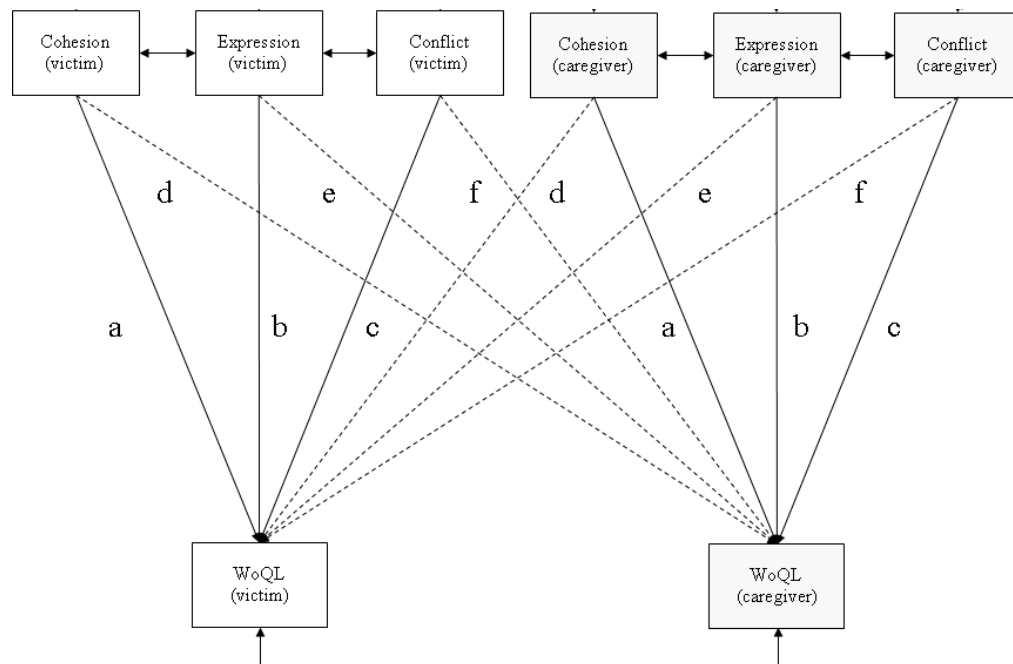 Cohesion
(victim)
Expression
(victim)
Conflict
(victim)
Cohesion
(caregiver)
Expression
(caregiver)
Conflict
(caregiver)
d e f d e f
a b c a b c
WoQL
(victim)
WoQL
(caregiver)